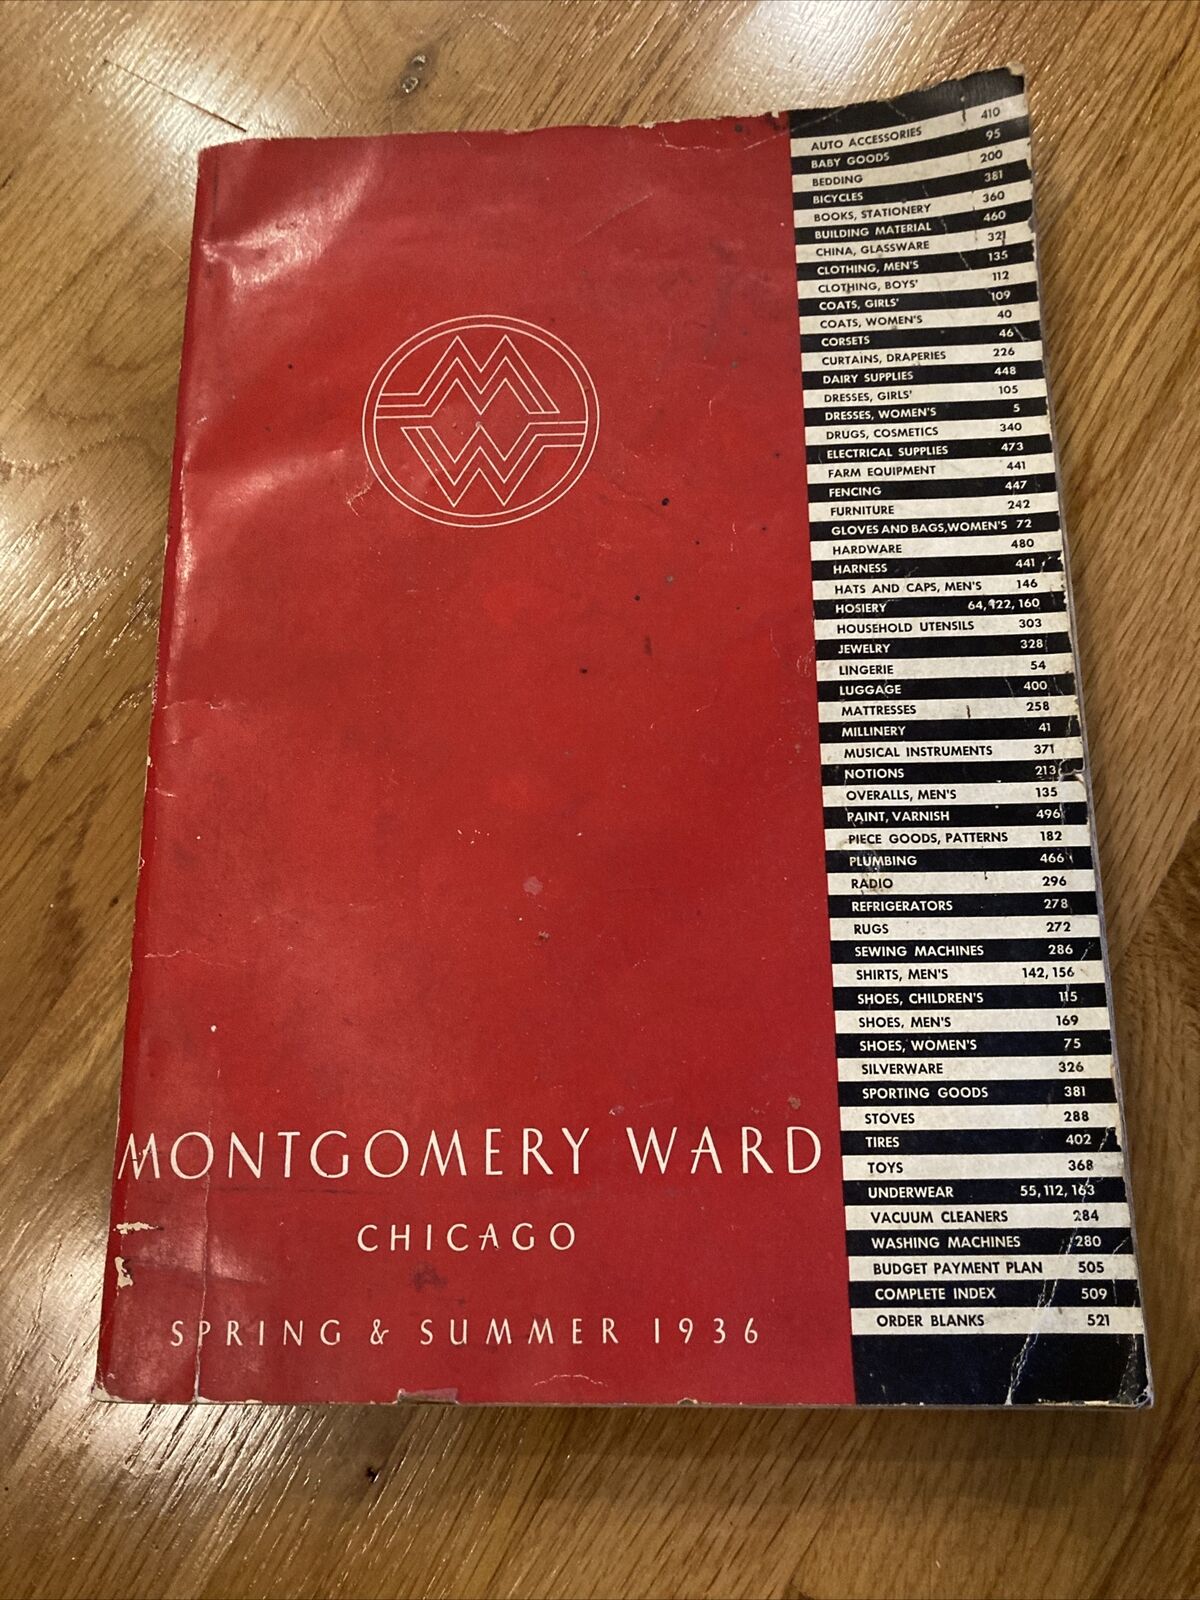 MW
MONTGOMERY WARD
CHICAGO
SPRING & SUMMER 1936
AUTO ACCESSORIES 410
BABY GOODS 95
BEDDING 200
BICYCLES 381
BOOKS, STATIONERY 360
BUILDING MATERIAL 460
CHINA, GLASSWARE 321
CLOTHING, MEN'S 135
CLOTHING, BOYS' 112
COATS, GIRLS' 109
COATS, WOMEN'S 40
CORSETS 46
CURTAINS, DRAPERIES 226
DAIRY SUPPLIES 448
DRESSES, GIRLS' 105
DRESSES, WOMEN'S 5
DRUGS, COSMETICS 340
ELECTRICAL SUPPLIES 473
FARM EQUIPMENT 441
FENCING 447
FURNITURE 242
GLOVES AND BAGS, WOMEN'S 72
HARDWARE 480
HARNESS 441
HATS AND CAPS, MEN'S 146
HOSIERY 64, 122, 160
HOUSEHOLD UTENSILS 303
JEWELRY 328
LINGERIE 54
LUGGAGE 400
MATTRESSES 258
MILLINERY 41
MUSICAL INSTRUMENTS 371
NOTIONS 213
OVERALLS, MEN'S 135
PAINT, VARNISH 496
PIECE GOODS, PATTERNS 182
PLUMBING 466
RADIO 296
REFRIGERATORS 278
RUGS 272
SEWING MACHINES 286
SHIRTS, MEN'S 142, 156
SHOES, CHILDREN'S 115
SHOES, MEN'S 169
SHOES, WOMEN'S 75
SILVERWARE 326
SPORTING GOODS 381
STOVES 288
TIRES 402
TOYS 368
UNDERWEAR 55, 112, 163
VACUUM CLEANERS 284
WASHING MACHINES 280
BUDGET PAYMENT PLAN 505
COMPLETE INDEX 509
ORDER BLANKS 521